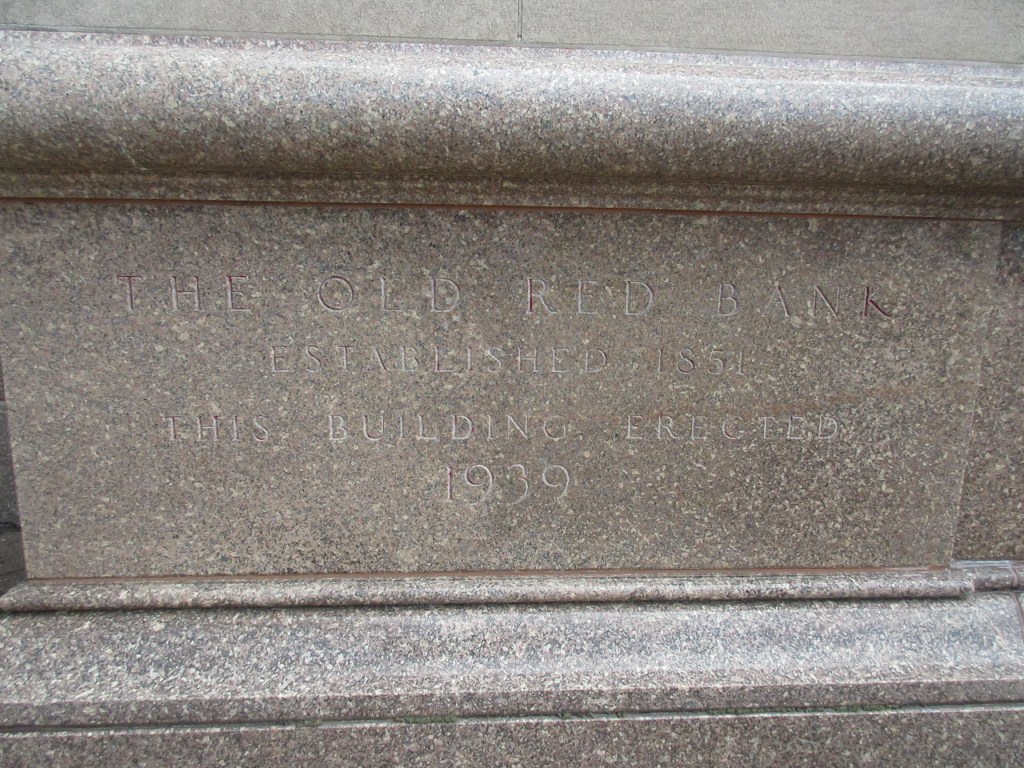 THE OLD RED BANK
ESTABLISHED 1851
THIS BUILDING ERECTED
1939